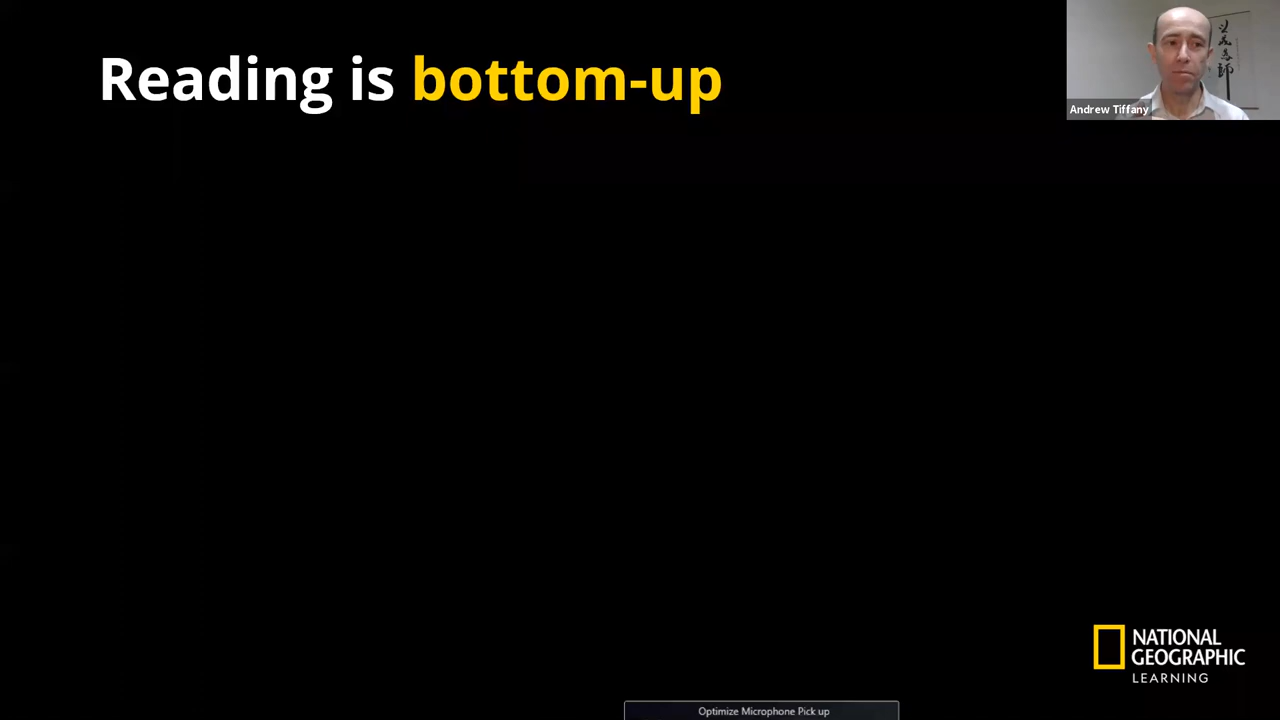 Reading is bottom-up
Andrew Tiffany
NATIONAL
GEOGRAPHIC
LEARNING
Optimize Microphone Pick up